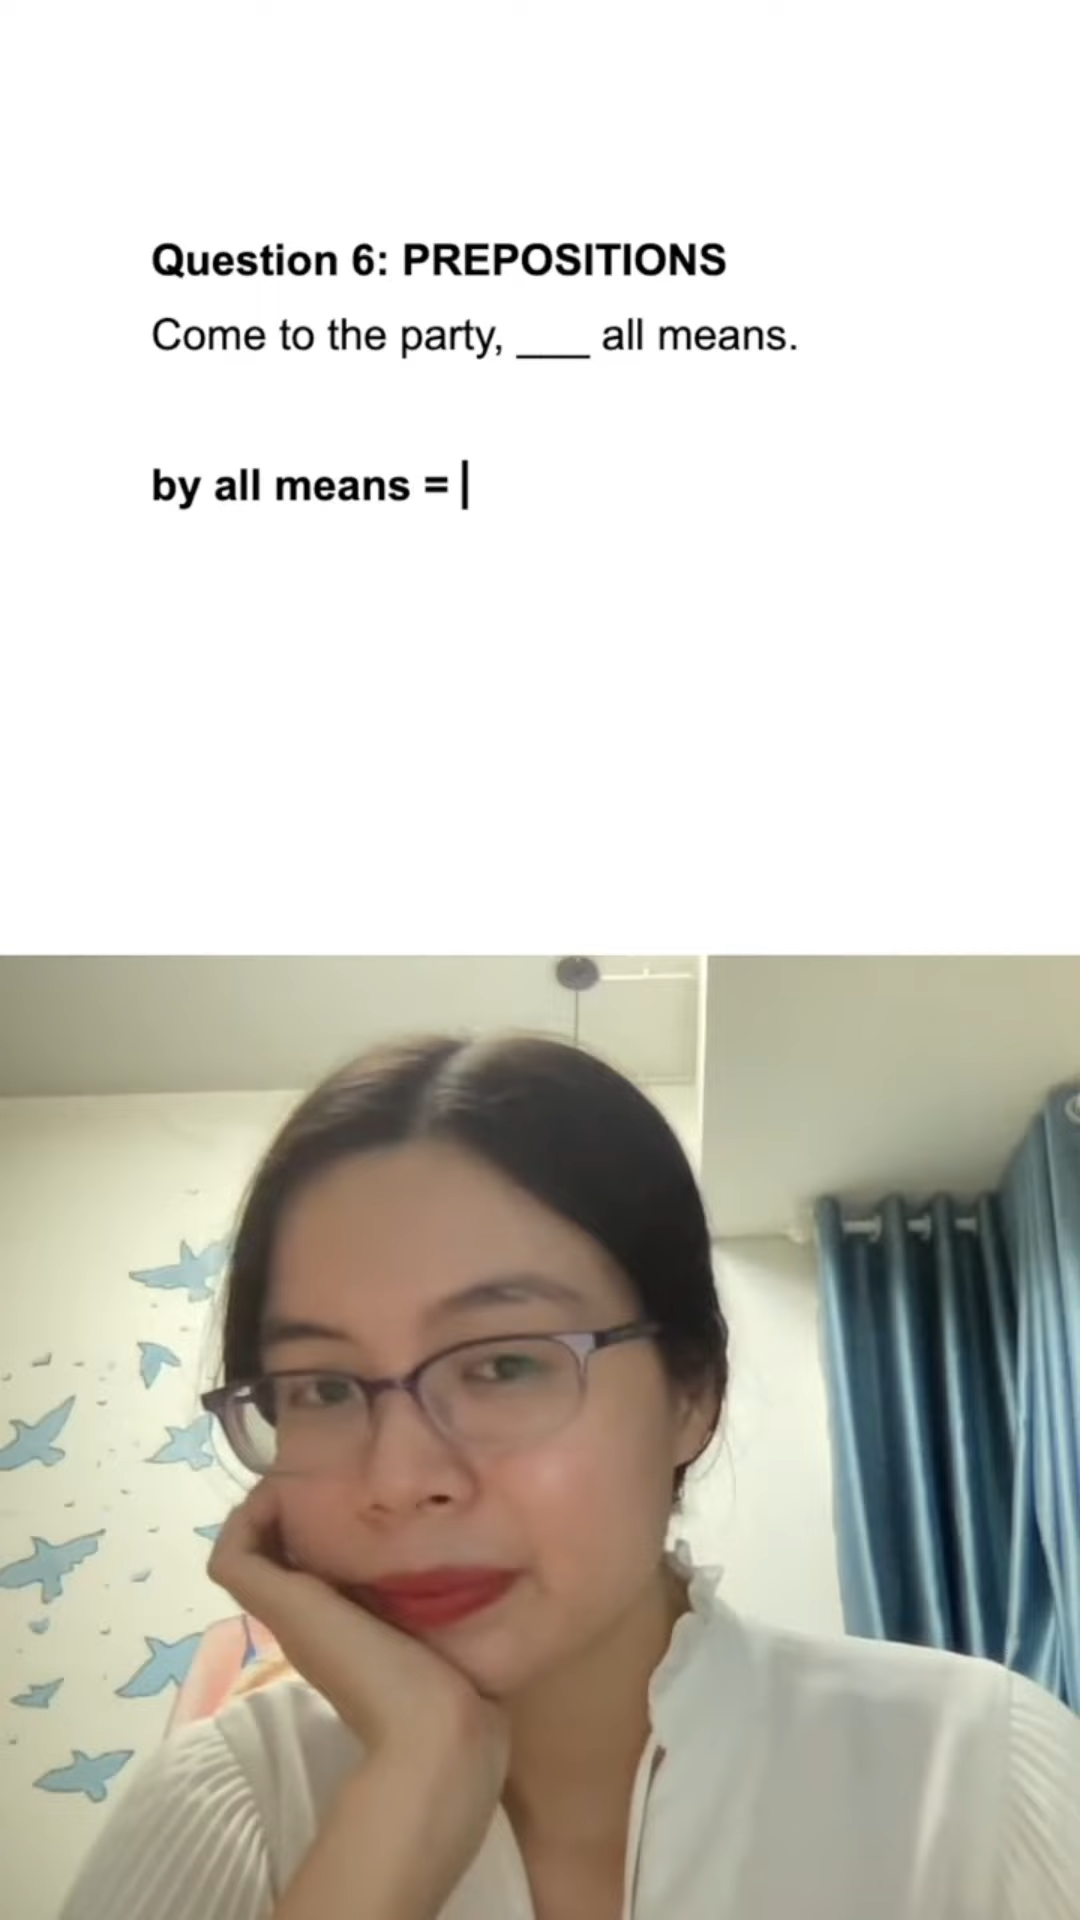 Question 6: PREPOSITIONS
Come to the party, ___ all means.
by all means =